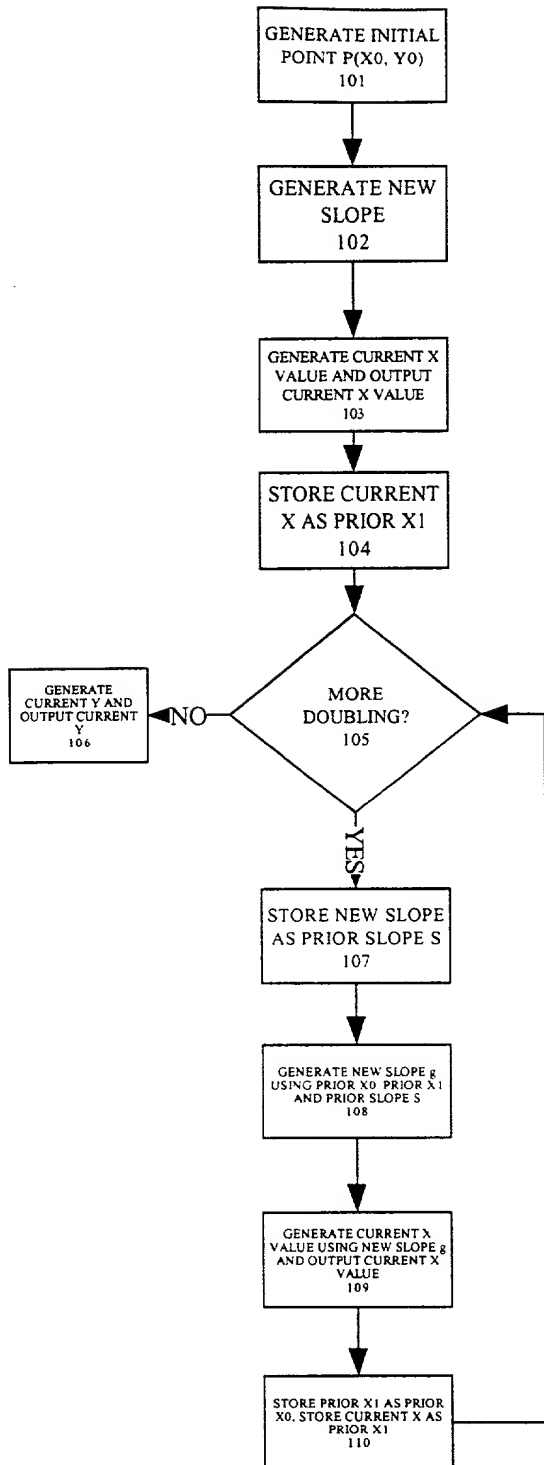 GENERATE INITIAL
POINT P(X0, Y0)
101
GENERATE NEW
SLOPE
102
GENERATE CURRENT X
VALUE AND OUTPUT
CURRENT X VALUE
103
STORE CURRENT
X AS PRIOR X1
104
MORE
DOUBLING?
105
NO
GENERATE
CURRENT Y AND
OUTPUT CURRENT
Y
106
YES
STORE NEW SLOPE
AS PRIOR SLOPE S
107
GENERATE NEW SLOPE g
USING PRIOR X0 PRIOR X1
AND PRIOR SLOPE S
108
GENERATE CURRENT X
VALUE USING NEW SLOPE g
AND OUTPUT CURRENT X
VALUE
109
STORE PRIOR X1 AS PRIOR
X0, STORE CURRENT X AS
PRIOR X1
110